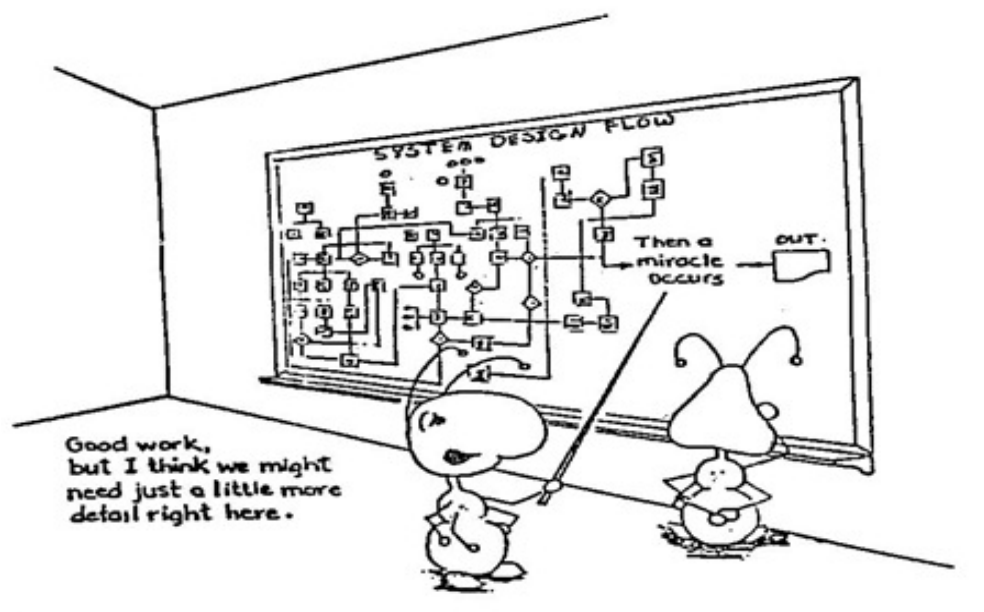 SYSTEM DESIGN FLOW
Then a
miracle
occurs
OUT.
Good work,
but I think we might
need just a little more
detail right here.